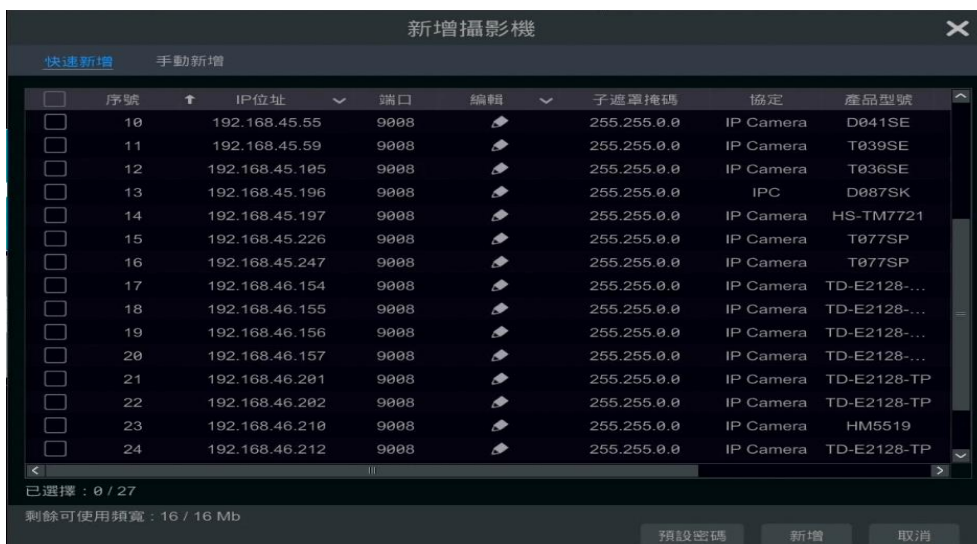 新增攝影機
快速新增 手動新增
序號 IP位址 端口 編輯 子遮罩掩碼 協定 產品型號
10 192.168.45.55 9008 255.255.0.0 IP Camera D041SE
11 192.168.45.59 9008 255.255.0.0 IP Camera T039SE
12 192.168.45.105 9008 255.255.0.0 IP Camera T036SE
13 192.168.45.196 9008 255.255.0.0 IPC D087SK
14 192.168.45.197 9008 255.255.0.0 IP Camera HS-TM7721
15 192.168.45.226 9008 255.255.0.0 IP Camera T077SP
16 192.168.45.247 9008 255.255.0.0 IP Camera T077SP
17 192.168.46.154 9008 255.255.0.0 IP Camera TD-E2128-...
18 192.168.46.155 9008 255.255.0.0 IP Camera TD-E2128-...
19 192.168.46.156 9008 255.255.0.0 IP Camera TD-E2128-...
20 192.168.46.157 9008 255.255.0.0 IP Camera TD-E2128-...
21 192.168.46.201 9008 255.255.0.0 IP Camera TD-E2128-TP
22 192.168.46.202 9008 255.255.0.0 IP Camera TD-E2128-TP
23 192.168.46.210 9008 255.255.0.0 IP Camera HM5519
24 192.168.46.212 9008 255.255.0.0 IP Camera TD-E2128-TP
已選擇：0 / 27
剩餘可使用頻寬：16 / 16 Mb
預設密碼 新增 取消